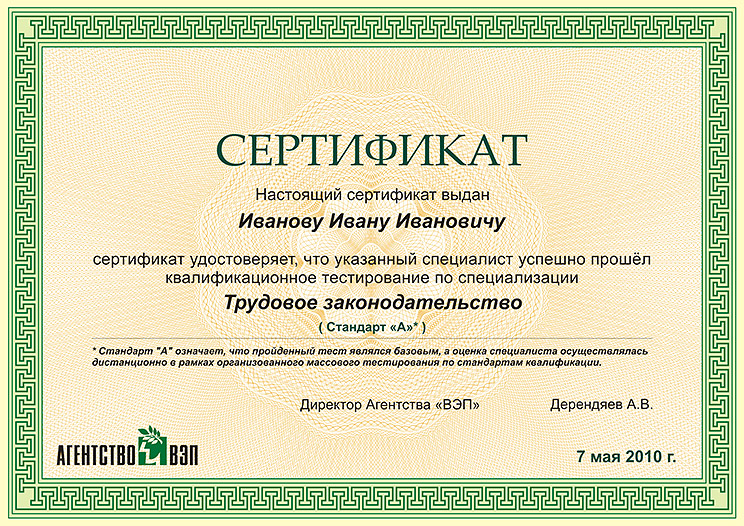 СЕРТИФИКАТ
Настоящий сертификат выдан
Иванову Ивану Ивановичу
сертификат удостоверяет, что указанный специалист успешно прошёл
квалификационное тестирование по специализации
Трудовое законодательство
( Стандарт «А»* )
* Стандарт "А" означает, что пройденный тест являлся базовым, а оценка специалиста осуществлялась
дистанционно в рамках организованного массового тестирования по стандартам квалификации.
Директор Агентства «ВЭП» Дерендяев А.В.
АГЕНТСТВО ВЭП
7 мая 2010 г.